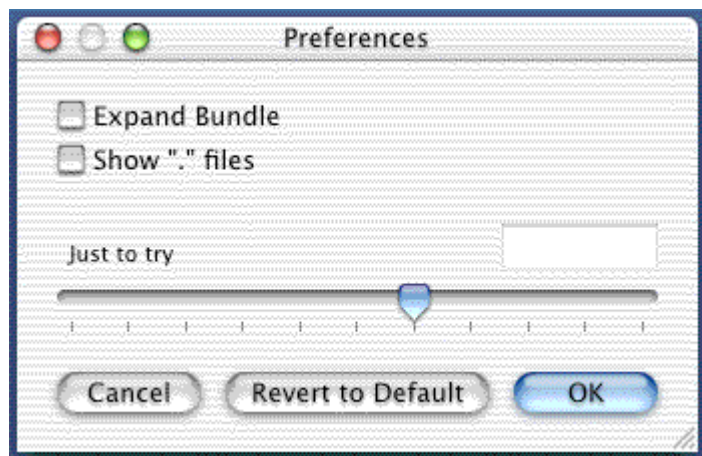 Preferences
Expand Bundle
Show "." files
Just to try
Cancel Revert to Default OK